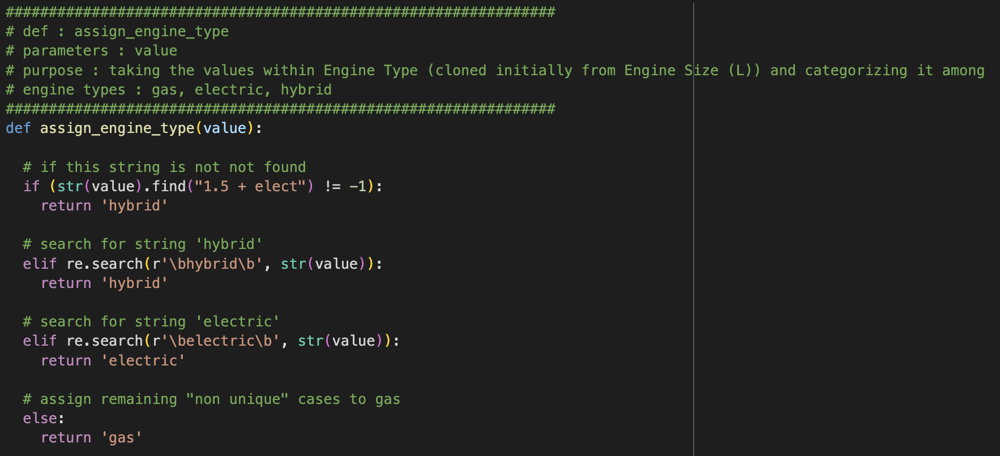 ################################################################
# def : assign_engine_type
# parameters : value
# purpose : taking the values within Engine Type (cloned initially from Engine Size (L)) and categorizing it among
# engine types : gas, electric, hybrid
################################################################
def assign_engine_type(value):

  # if this string is not not found
  if (str(value).find("1.5 + elect") != -1):
    return 'hybrid'

  # search for string 'hybrid'
  elif re.search(r'\bhybrid\b', str(value)):
    return 'hybrid'

  # search for string 'electric'
  elif re.search(r'\belectric\b', str(value)):
    return 'electric'

  # assign remaining "non unique" cases to gas
  else:
    return 'gas'